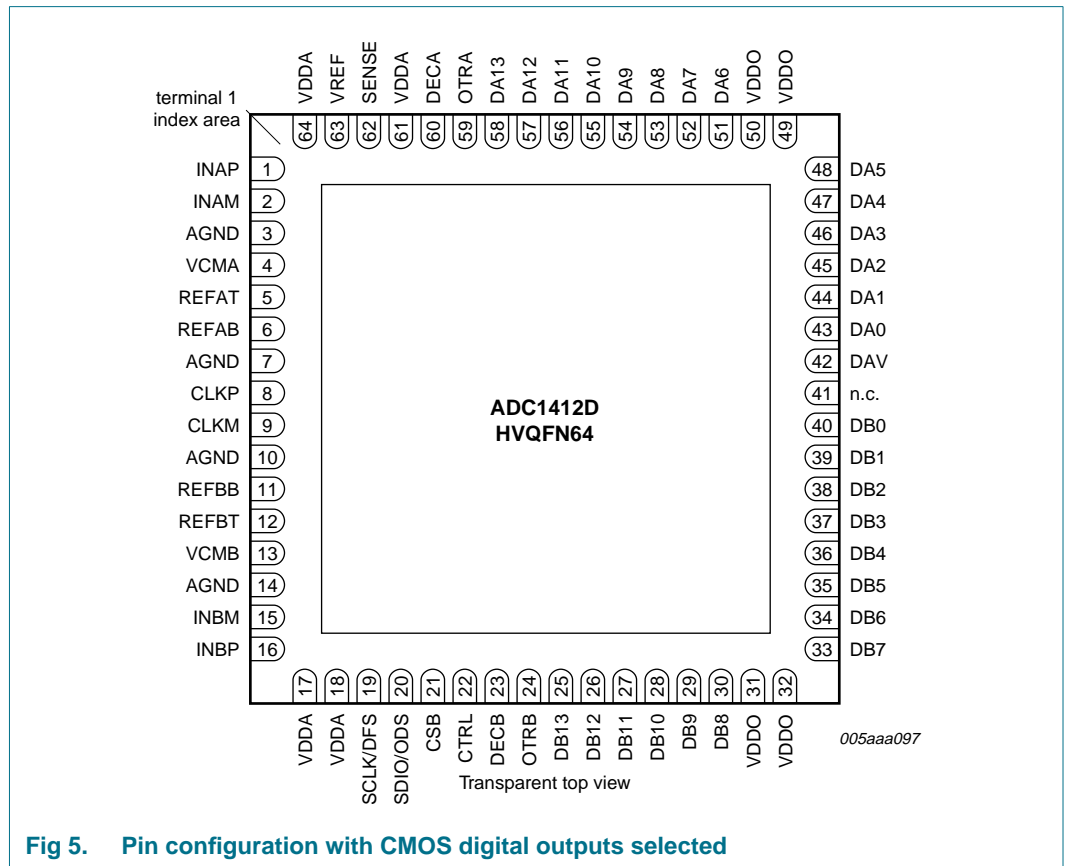 terminal 1
index area
VDDA
VREF
SENSE
VDDA
DECA
OTRA
DA13
DA12
DA11
DA10
DA9
DA8
DA7
DA6
VDDO
VDDO
64
63
62
61
60
59
58
57
56
55
54
53
52
51
50
49
INAP 1
INAM 2
AGND 3
VCMA 4
REFAT 5
REFAB 6
AGND 7
CLKP 8
CLKM 9
AGND 10
REFBB 11
REFBT 12
VCMB 13
AGND 14
INBM 15
INBP 16
ADC1412D
HVQFN64
48 DA5
47 DA4
46 DA3
45 DA2
44 DA1
43 DA0
42 DAV
41 n.c.
40 DB0
39 DB1
38 DB2
37 DB3
36 DB4
35 DB5
34 DB6
33 DB7
17
18
19
20
21
22
23
24
25
26
27
28
29
30
31
32
VDDA
VDDA
SCLK/DFS
SDIO/ODS
CSB
CTRL
DECB
OTRB
DB13
DB12
DB11
DB10
DB9
DB8
VDDO
VDDO
005aaa097
Transparent top view
Fig 5. Pin configuration with CMOS digital outputs selected